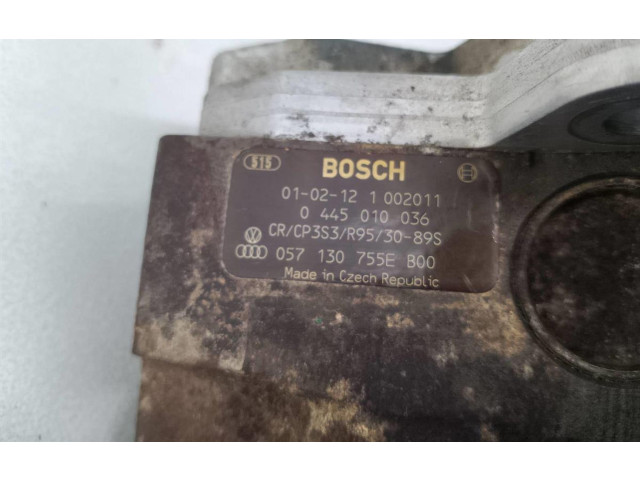 515 BOSCH
01-02-12 1 002011
0 445 010 036
CR/CP3S3/R95/30-89S
057 130 755E B00
Made in Czech Republic